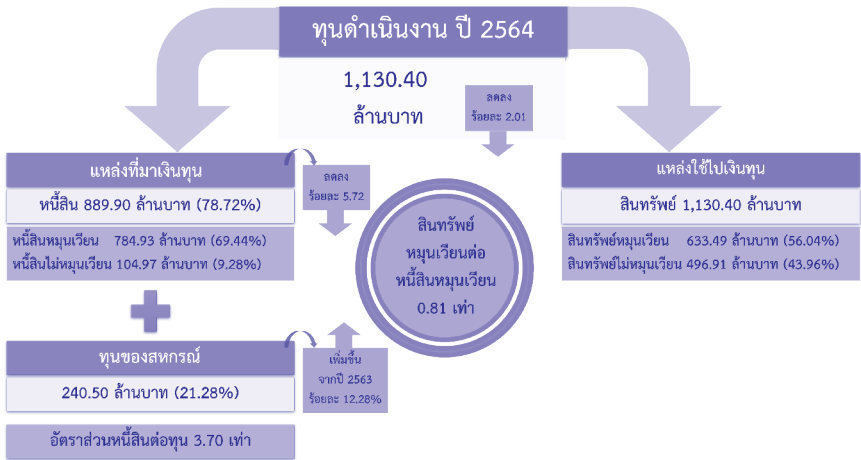 ทุนดำเนินงาน ปี 2564
1,130.40
ล้านบาท
ลดลง
ร้อยละ 2.01
แหล่งที่มาเงินทุน
หนี้สิน 889.90 ล้านบาท (78.72%)
หนี้สินหมุนเวียน 784.93 ล้านบาท (69.44%)
หนี้สินไม่หมุนเวียน 104.97 ล้านบาท (9.28%)
ลดลง
ร้อยละ 5.72
ทุนของสหกรณ์
240.50 ล้านบาท (21.28%)
อัตราส่วนหนี้สินต่อทุน 3.70 เท่า
เพิ่มขึ้น
จากปี 2563
ร้อยละ 12.28%
สินทรัพย์
หมุนเวียนต่อ
หนี้สินหมุนเวียน
0.81 เท่า
แหล่งใช้ไปเงินทุน
สินทรัพย์ 1,130.40 ล้านบาท
สินทรัพย์หมุนเวียน 633.49 ล้านบาท (56.04%)
สินทรัพย์ไม่หมุนเวียน 496.91 ล้านบาท (43.96%)